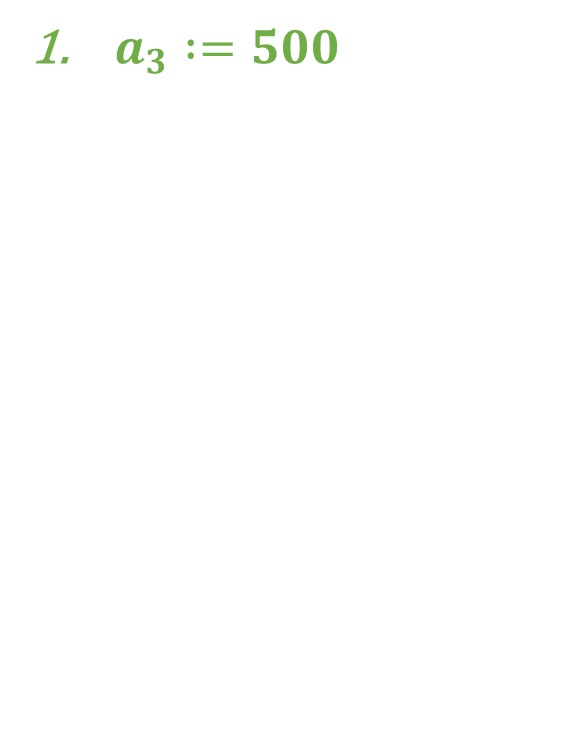 1. a₃ := 500